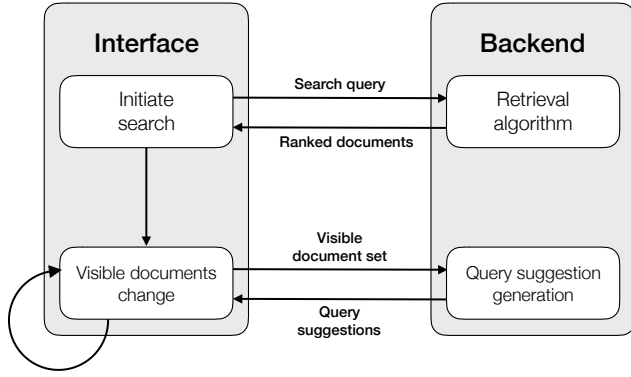 Interface
Backend
Initiate
search
Search query
Ranked documents
Retrieval
algorithm
Visible documents
change
Visible
document set
Query
suggestions
Query suggestion
generation